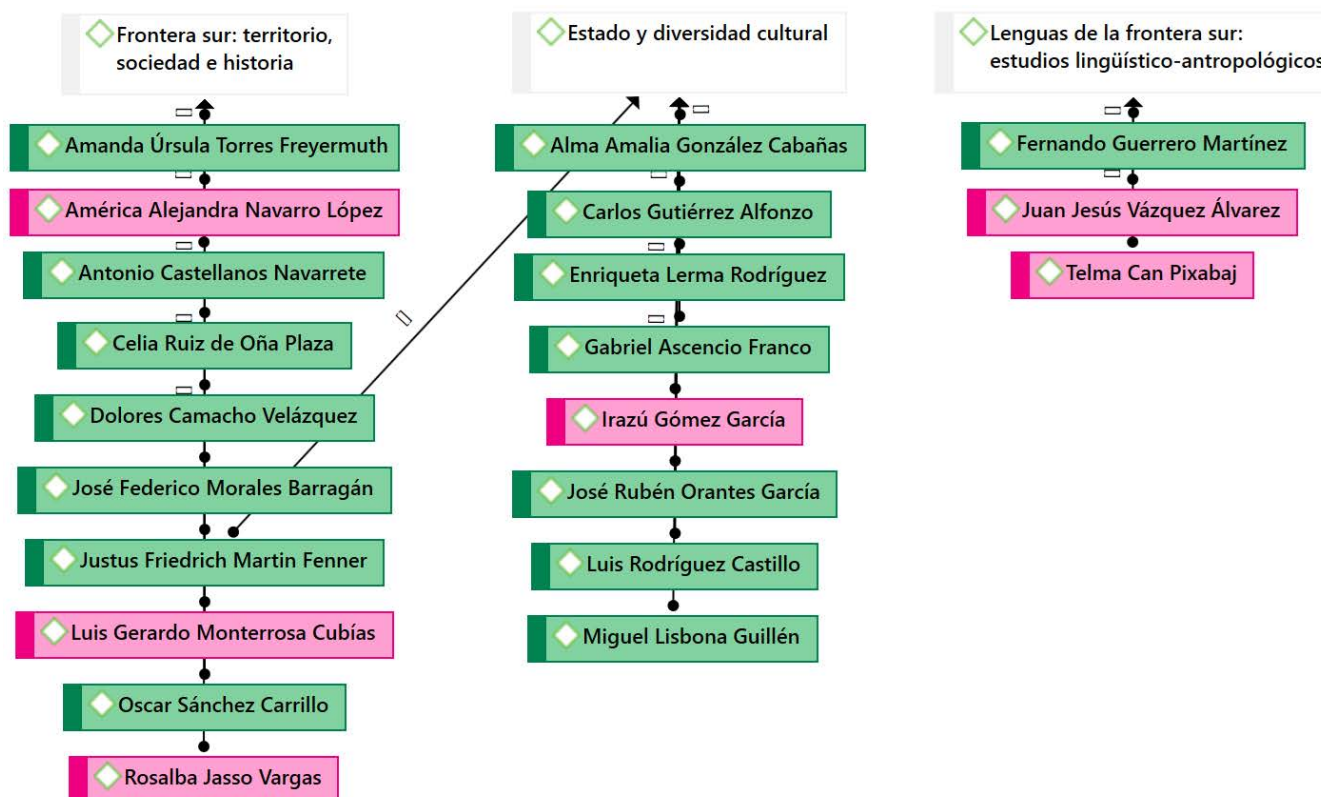 Frontera sur: territorio,
sociedad e historia
Amanda Úrsula Torres Freyermuth
América Alejandra Navarro López
Antonio Castellanos Navarrete
Celia Ruiz de Oña Plaza
Dolores Camacho Velázquez
José Federico Morales Barragán
Justus Friedrich Martin Fenner
Luis Gerardo Monterrosa Cubías
Oscar Sánchez Carrillo
Rosalba Jasso Vargas
Estado y diversidad cultural
Alma Amalia González Cabañas
Carlos Gutiérrez Alfonzo
Enriqueta Lerma Rodríguez
Gabriel Ascencio Franco
Irazú Gómez García
José Rubén Orantes García
Luis Rodríguez Castillo
Miguel Lisbona Guillén
Lenguas de la frontera sur:
estudios lingüístico-antropológicos
Fernando Guerrero Martínez
Juan Jesús Vázquez Álvarez
Telma Can Pixabaj